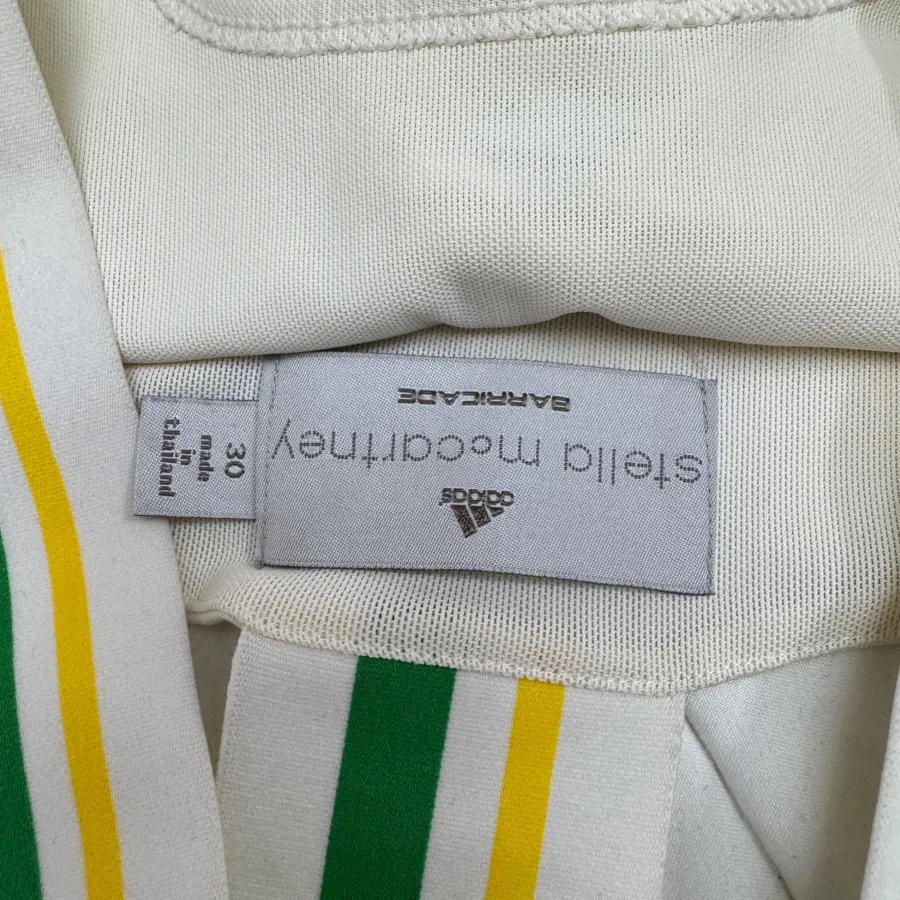 adidas
stella mccartney
BARRICADE
30
made
in
thailand